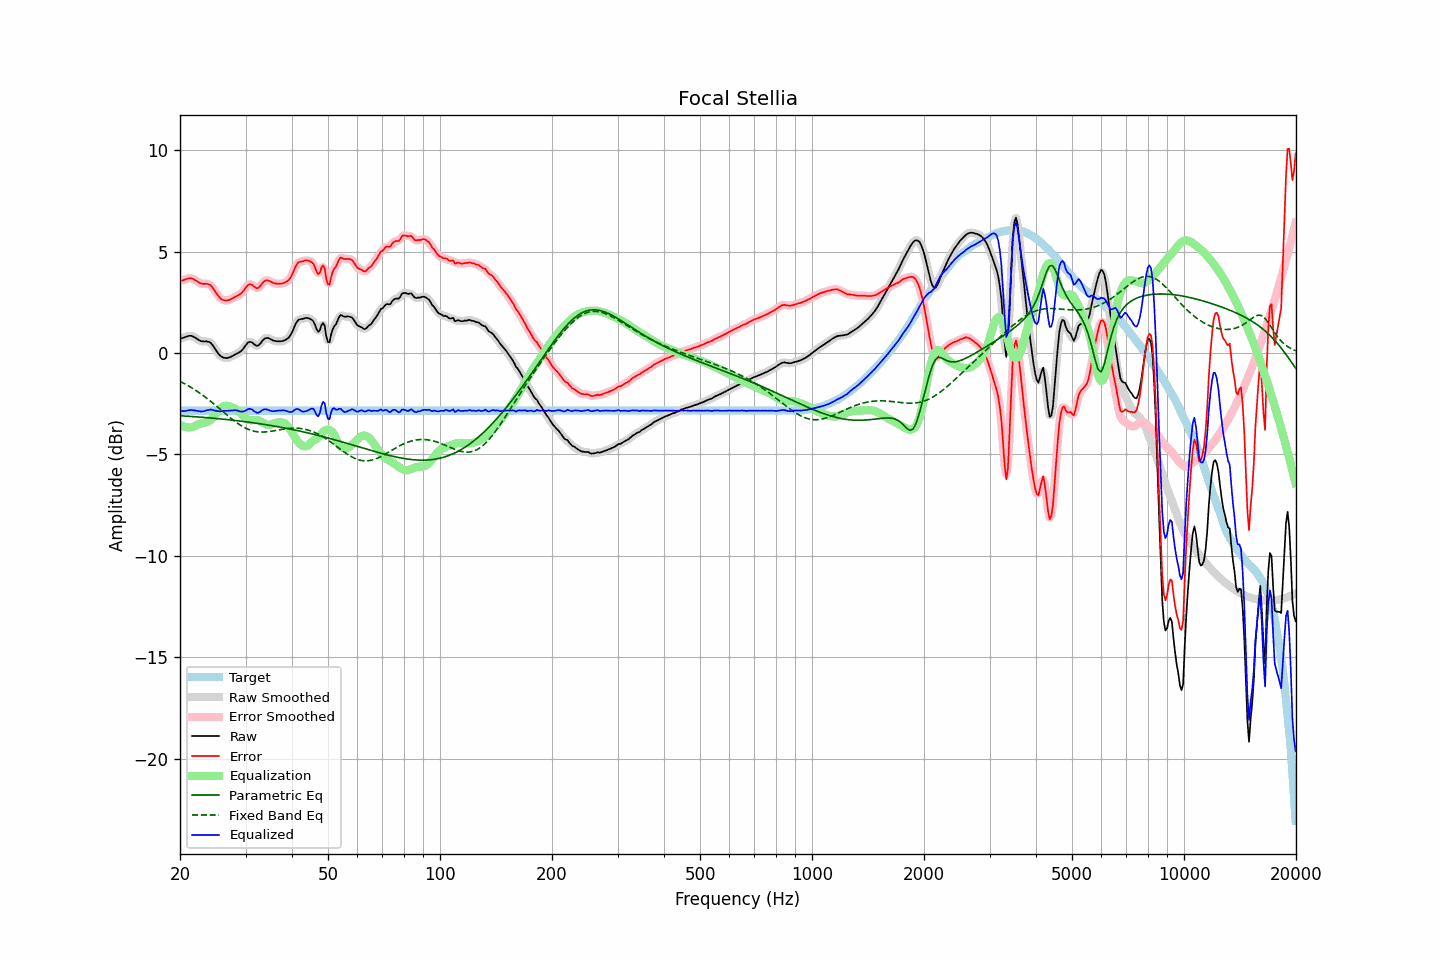 Focal Stellia
Amplitude (dBr)
10
5
0
−5
−10
−15
−20
Target
Raw Smoothed
Error Smoothed
Raw
Error
Equalization
Parametric Eq
Fixed Band Eq
Equalized
20 50 100 200 500 1000 2000 5000 10000 20000
Frequency (Hz)